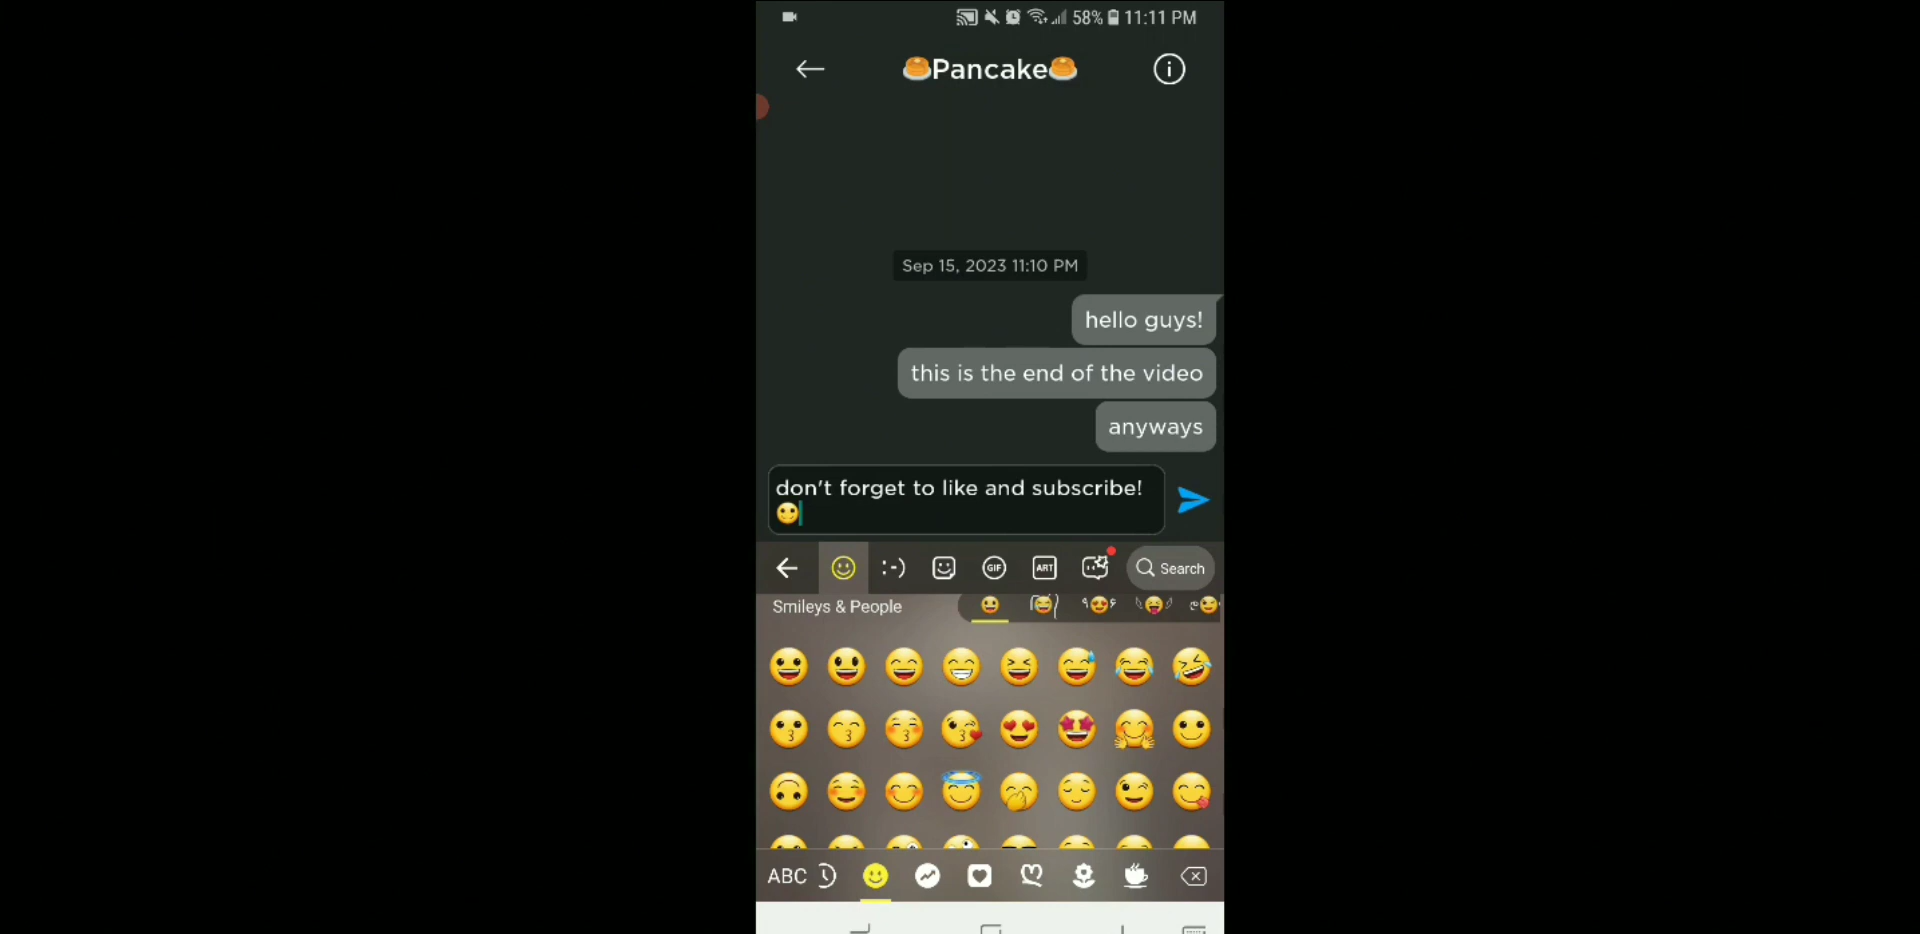 58% 11:11 PM
🥞Pancake🥞
Sep 15, 2023 11:10 PM
hello guys!
this is the end of the video
anyways
don't forget to like and subscribe!
🙂
:-) GIF ART Search
Smileys & People
ABC